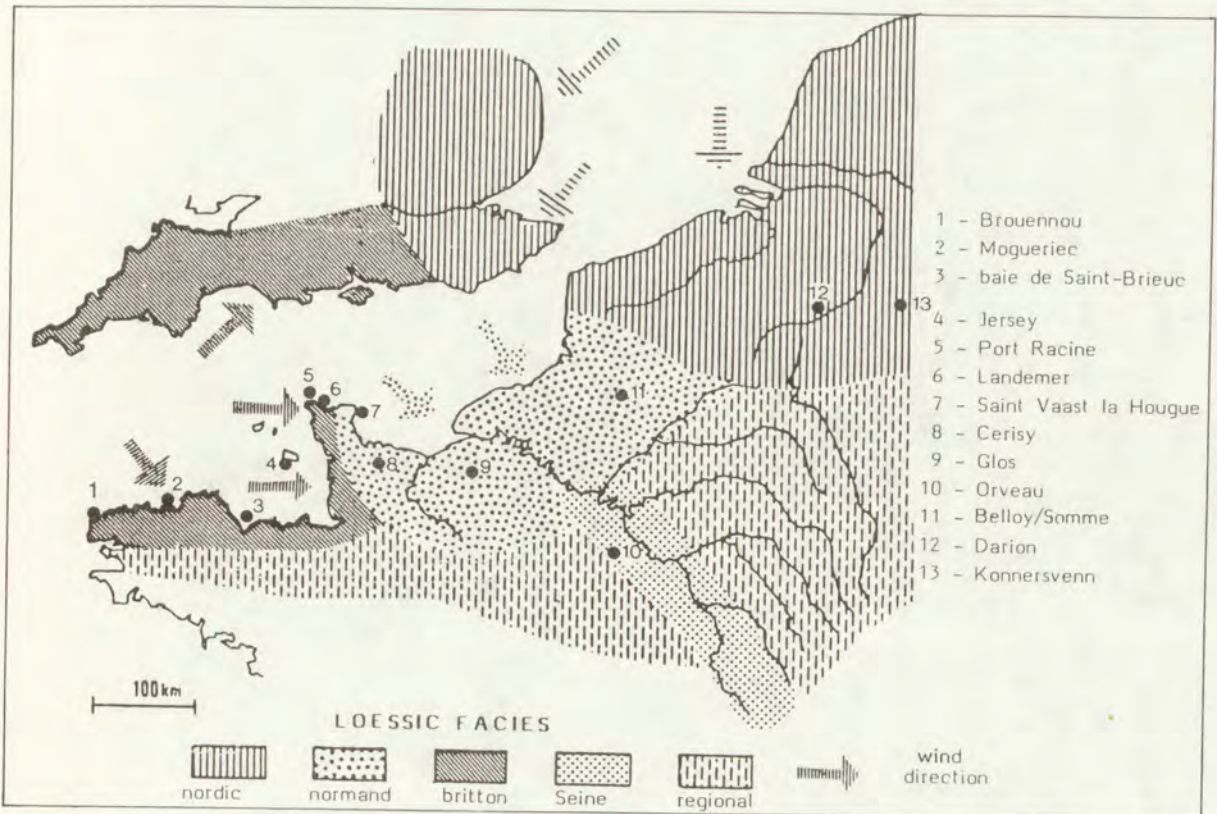 1 - Brouennou
2 - Mogueriec
3 - baie de Saint-Brieuc
4 - Jersey
5 - Port Racine
6 - Landemer
7 - Saint Vaast la Hougue
8 - Cerisy
9 - Glos
10 - Orveau
11 - Belloy/Somme
12 - Darion
13 - Konnersvenn
12
13
5
6
7
11
4
8
9
1
2
3
10
100 km
LOESSIC FACIES
nordic
normand
britton
Seine
regional
wind
direction